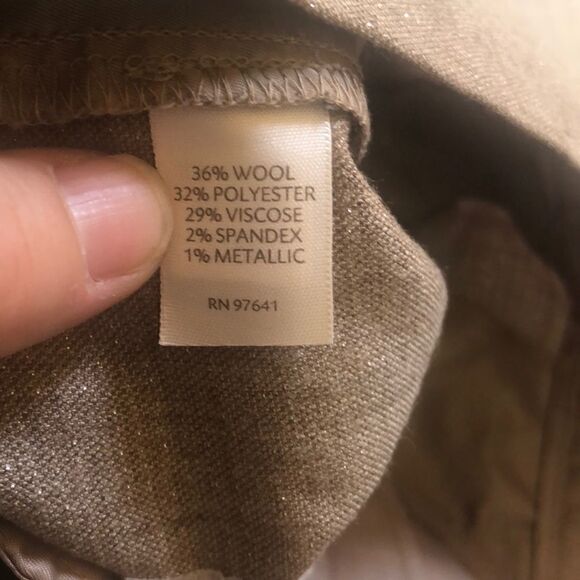 36% WOOL
32% POLYESTER
29% VISCOSE
2% SPANDEX
1% METALLIC
RN 97641